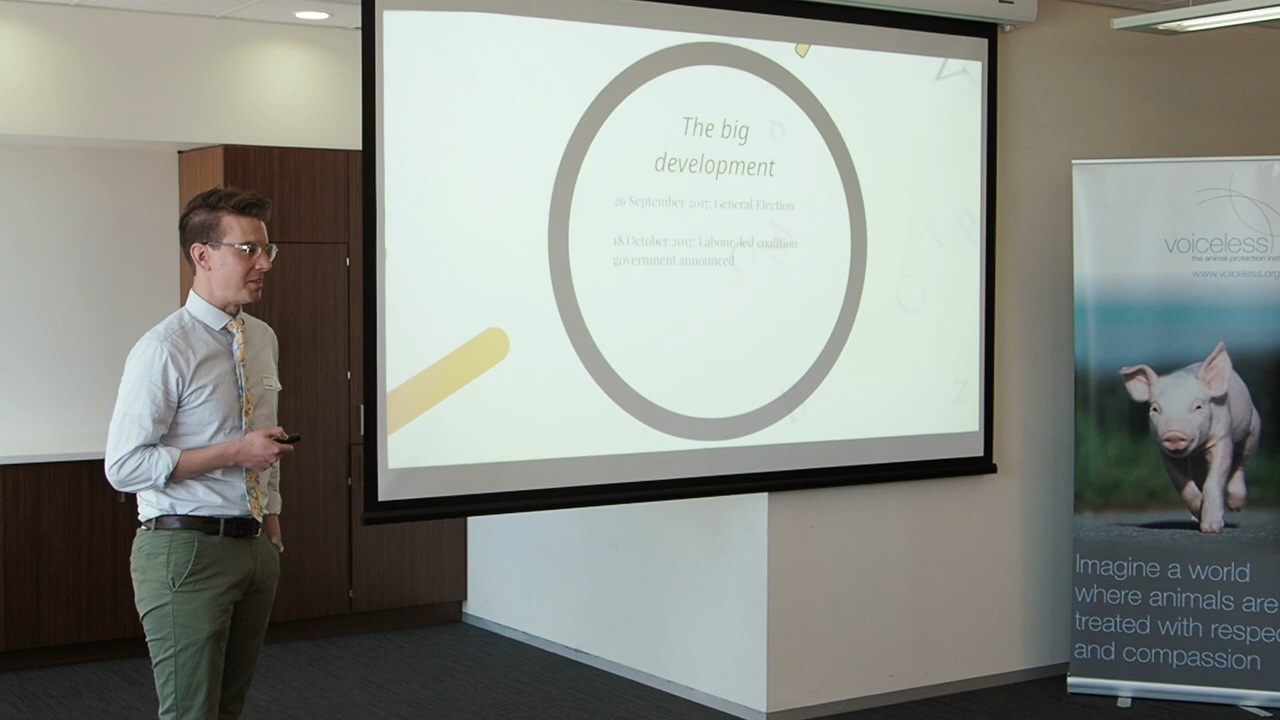 The big
development
26 September 2017: General Election
18 October 2017: Labour-led coalition
government announced
voiceless
the animal protection inst
www.voiceless.org
Imagine a world
where animals are
treated with respec
and compassion